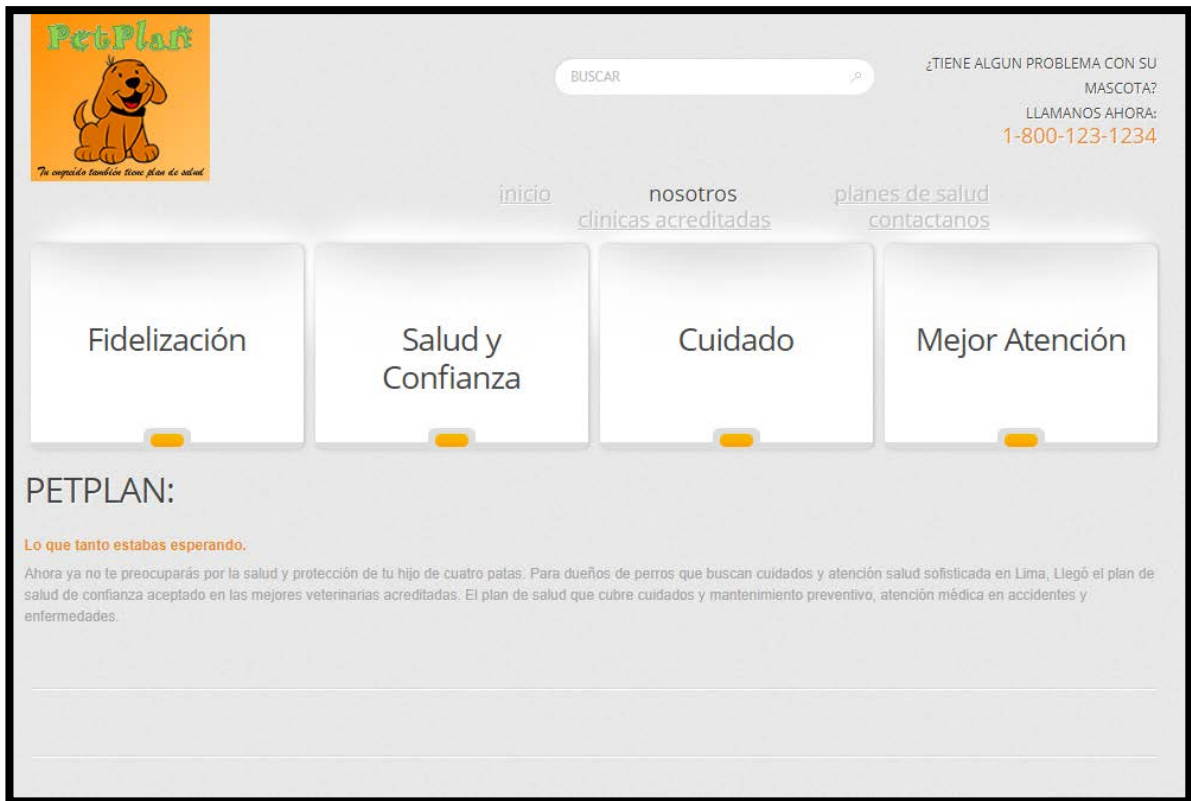 PetPlan
Tu engreído también tiene plan de salud
BUSCAR
¿TIENE ALGUN PROBLEMA CON SU
MASCOTA?
LLAMANOS AHORA:
1-800-123-1234
inicio nosotros planes de salud
clinicas acreditadas contactanos
Fidelización
Salud y
Confianza
Cuidado
Mejor Atención
PETPLAN:
Lo que tanto estabas esperando.
Ahora ya no te preocuparás por la salud y protección de tu hijo de cuatro patas. Para dueños de perros que buscan cuidados y atención salud sofisticada en Lima, Llegó el plan de
salud de confianza aceptado en las mejores veterinarias acreditadas. El plan de salud que cubre cuidados y mantenimiento preventivo, atención médica en accidentes y
enfermedades.